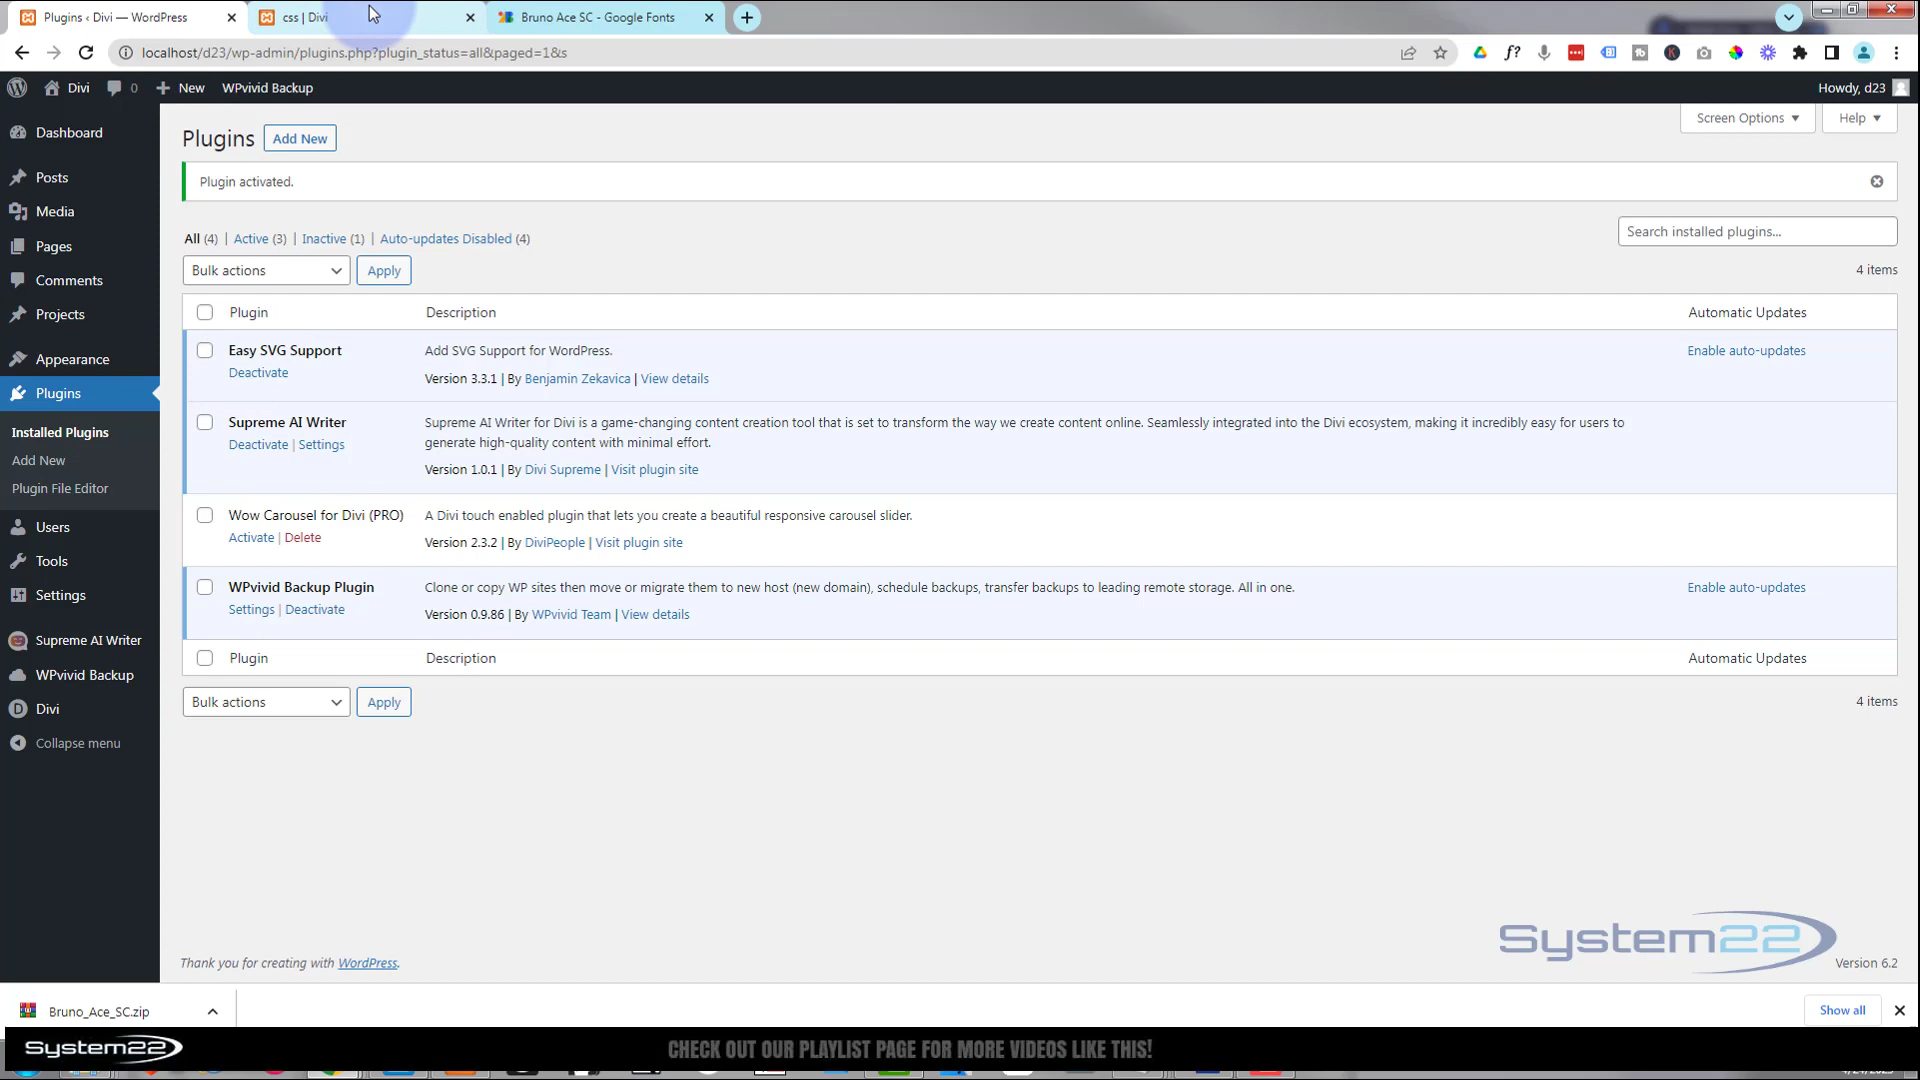 Plugins ‹ Divi — WordPress
css | Divi
Bruno Ace SC - Google Fonts
localhost/d23/wp-admin/plugins.php?plugin_status=all&paged=1&s
Divi
0
New
WPvivid Backup
Howdy, d23
Dashboard
Posts
Media
Pages
Comments
Projects
Appearance
Plugins
Installed Plugins
Add New
Plugin File Editor
Users
Tools
Settings
Supreme AI Writer
WPvivid Backup
Divi
Collapse menu
Screen Options
Help
Plugins
Add New
Plugin activated.
All (4) | Active (3) | Inactive (1) | Auto-updates Disabled (4)
Search installed plugins...
Bulk actions
Apply
4 items
Plugin
Description
Automatic Updates
Easy SVG Support
Add SVG Support for WordPress.
Enable auto-updates
Deactivate
Version 3.3.1 | By Benjamin Zekavica | View details
Supreme AI Writer
Supreme AI Writer for Divi is a game-changing content creation tool that is set to transform the way we create content online. Seamlessly integrated into the Divi ecosystem, making it incredibly easy for users to
generate high-quality content with minimal effort.
Deactivate | Settings
Version 1.0.1 | By Divi Supreme | Visit plugin site
Wow Carousel for Divi (PRO)
A Divi touch enabled plugin that lets you create a beautiful responsive carousel slider.
Activate | Delete
Version 2.3.2 | By DiviPeople | Visit plugin site
WPvivid Backup Plugin
Clone or copy WP sites then move or migrate them to new host (new domain), schedule backups, transfer backups to leading remote storage. All in one.
Enable auto-updates
Settings | Deactivate
Version 0.9.86 | By WPvivid Team | View details
Plugin
Description
Automatic Updates
Bulk actions
Apply
4 items
System22
Thank you for creating with WordPress.
Version 6.2
Bruno_Ace_SC.zip
Show all
System22
CHECK OUT OUR PLAYLIST PAGE FOR MORE VIDEOS LIKE THIS!